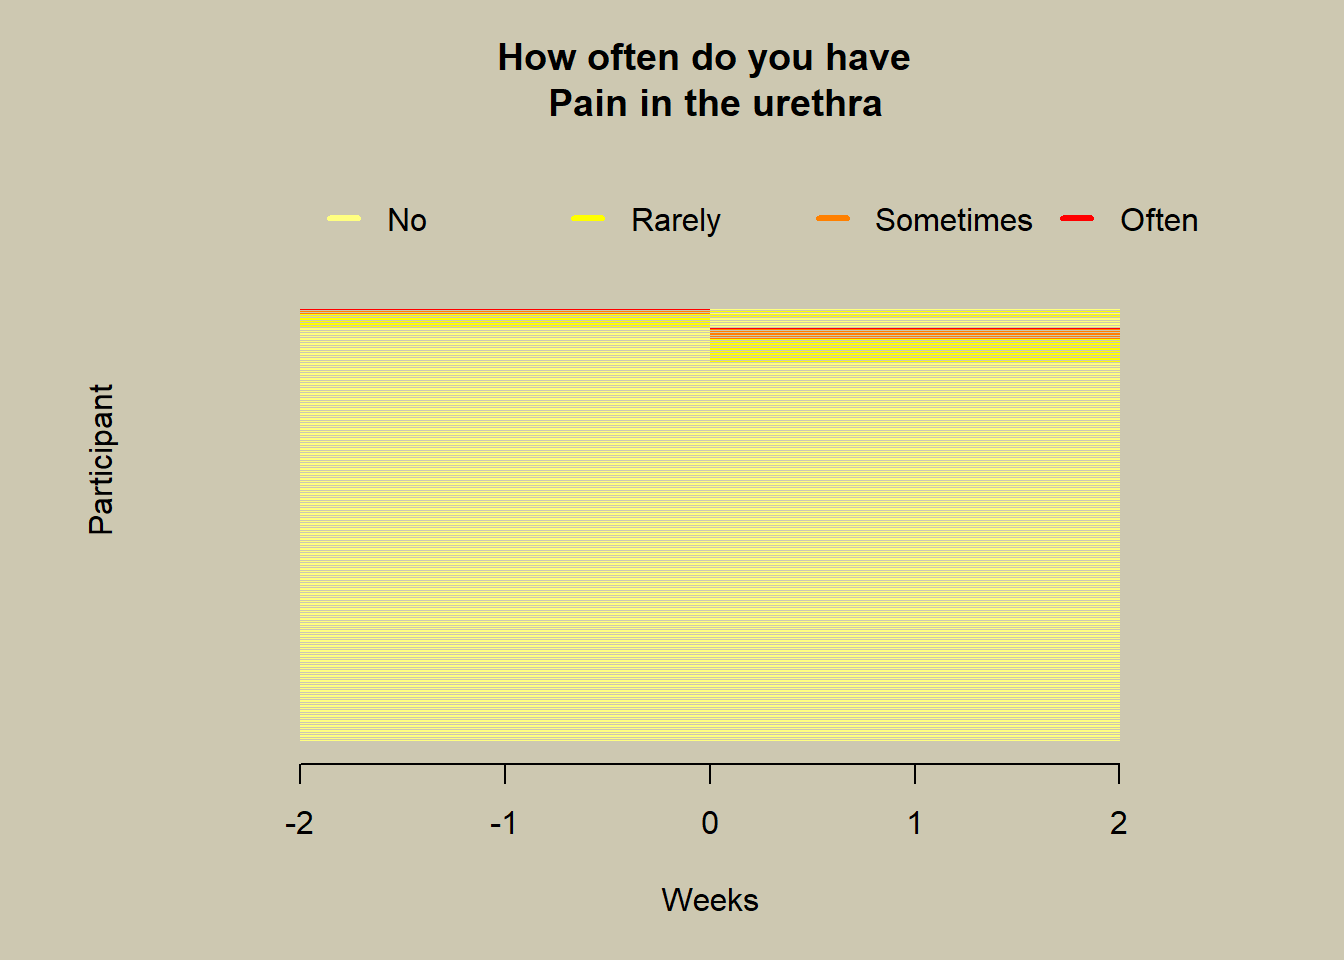 How often do you have
Pain in the urethra
No Rarely Sometimes Often
Participant
-2 -1 0 1 2
Weeks